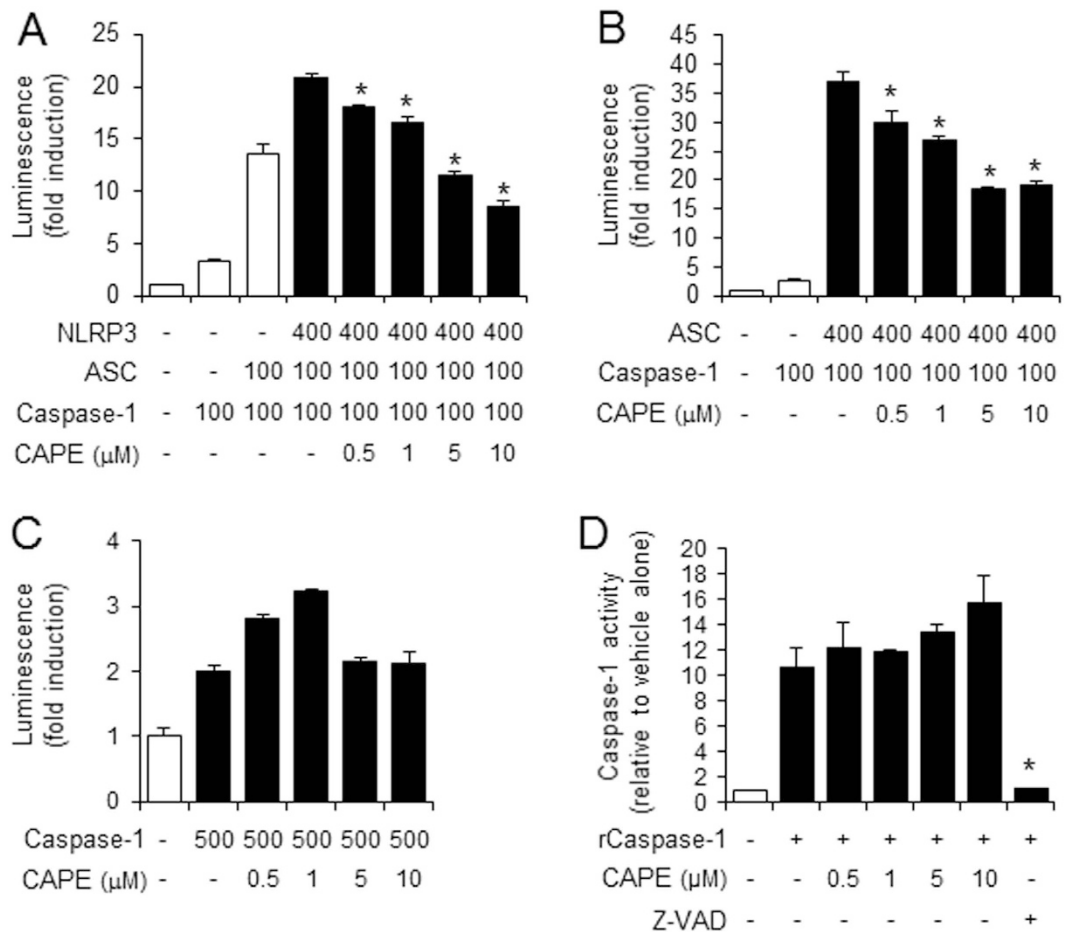 A
Luminescence
(fold induction)
25
20
15
10
5
0
*
*
*
*
NLRP3 - - - 400 400 400 400 400
ASC - - 100 100 100 100 100 100
Caspase-1 - 100 100 100 100 100 100 100
CAPE (μM) - - - - 0.5 1 5 10
B
Luminescence
(fold induction)
45
40
35
30
25
20
15
10
5
0
*
*
*
*
ASC - - 400 400 400 400 400
Caspase-1 - 100 100 100 100 100 100
CAPE (μM) - - - 0.5 1 5 10
C
Luminescence
(fold induction)
4
3
2
1
0
Caspase-1 - 500 500 500 500 500
CAPE (μM) - - 0.5 1 5 10
D
Caspase-1 activity
(relative to vehicle alone)
20
18
16
14
12
10
8
6
4
2
0
*
rCaspase-1 - + + + + + +
CAPE (μM) - - 0.5 1 5 10 -
Z-VAD - - - - - - +